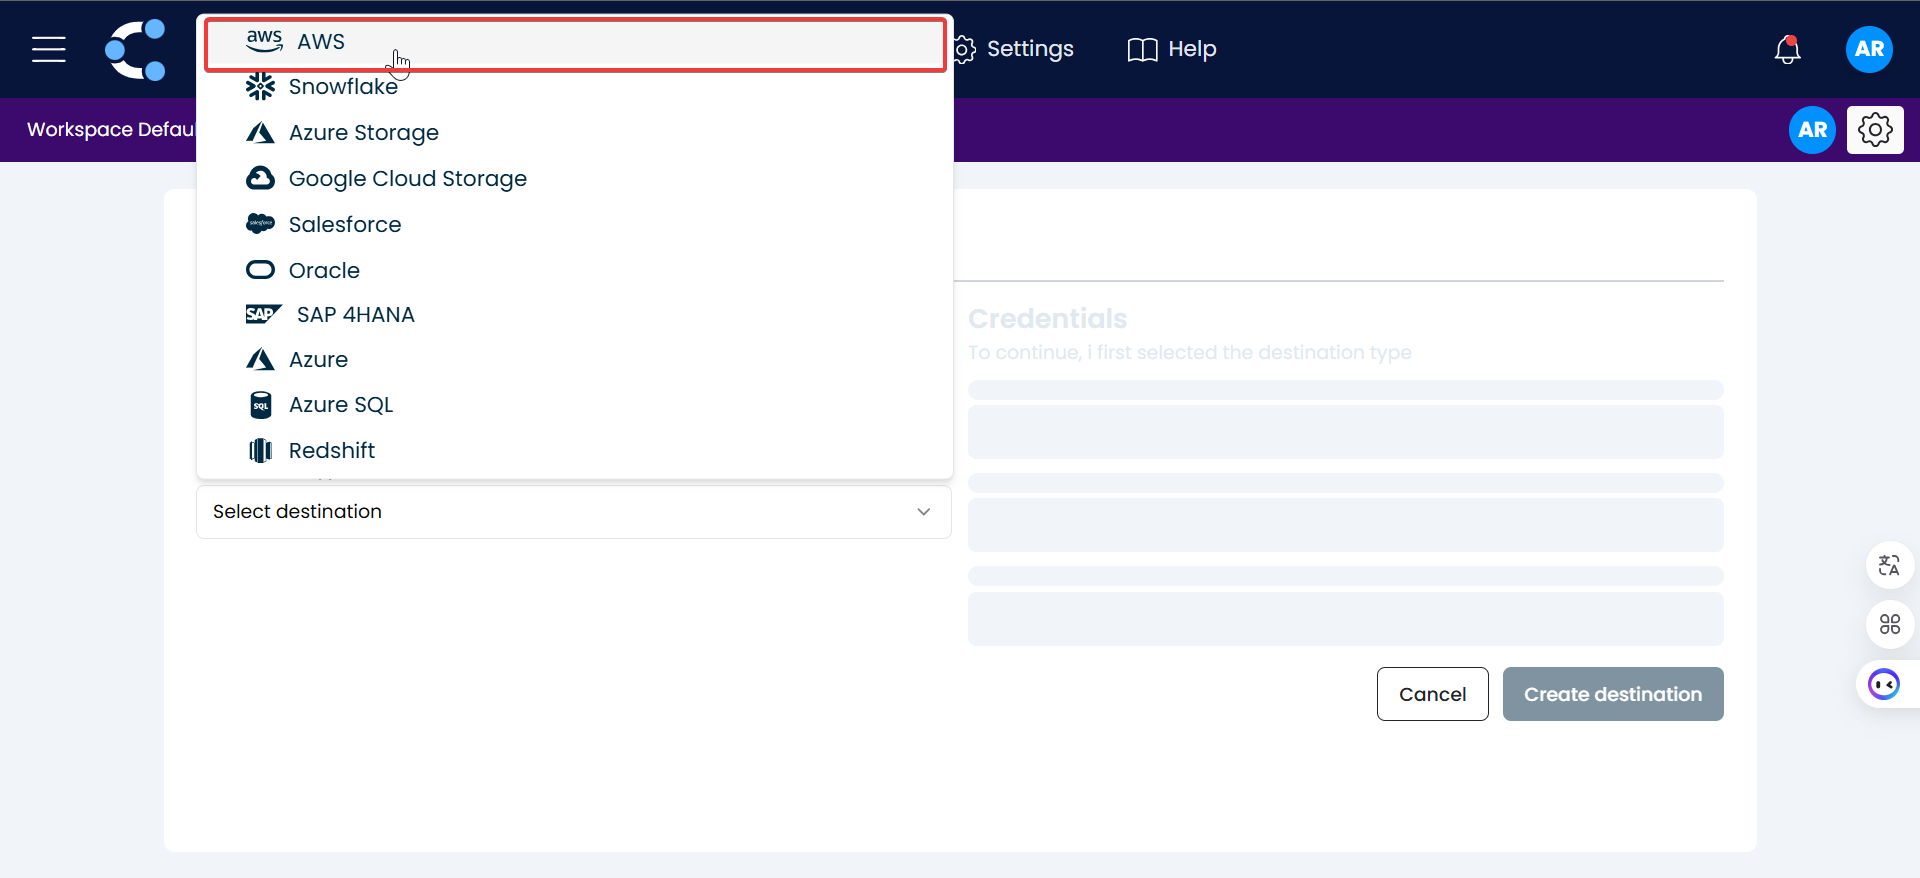 aws AWS
Settings
Help
AR
Snowflake
Workspace Defau
Azure Storage
AR
Google Cloud Storage
salesforce Salesforce
Oracle
SAP SAP 4HANA
Credentials
To continue, i first selected the destination type
Azure
SQL Azure SQL
Redshift
Select destination
Cancel
Create destination